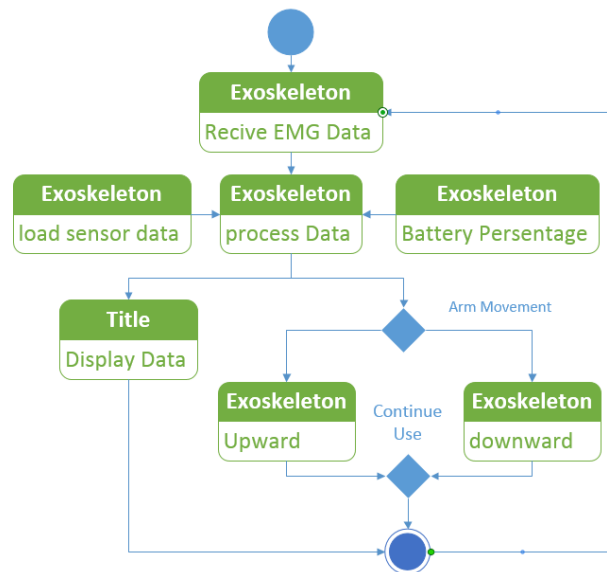 Exoskeleton
Recive EMG Data
Exoskeleton
load sensor data
Exoskeleton
process Data
Exoskeleton
Battery Persentage
Title
Display Data
Arm Movement
Exoskeleton
Upward
Continue
Use
Exoskeleton
downward